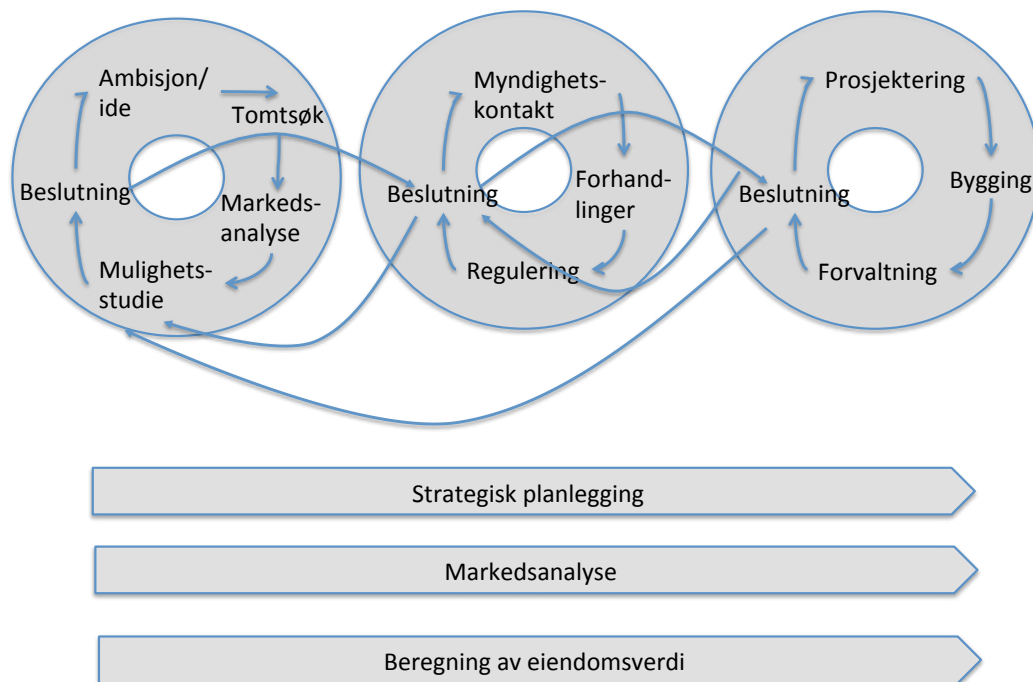 Ambisjon/
ide
Tomtsøk
Beslutning
Markeds-
analyse
Mulighets-
studie
Myndighets-
kontakt
Beslutning
Forhand-
linger
Regulering
Prosjektering
Beslutning
Bygging
Forvaltning
Strategisk planlegging
Markedsanalyse
Beregning av eiendomsverdi